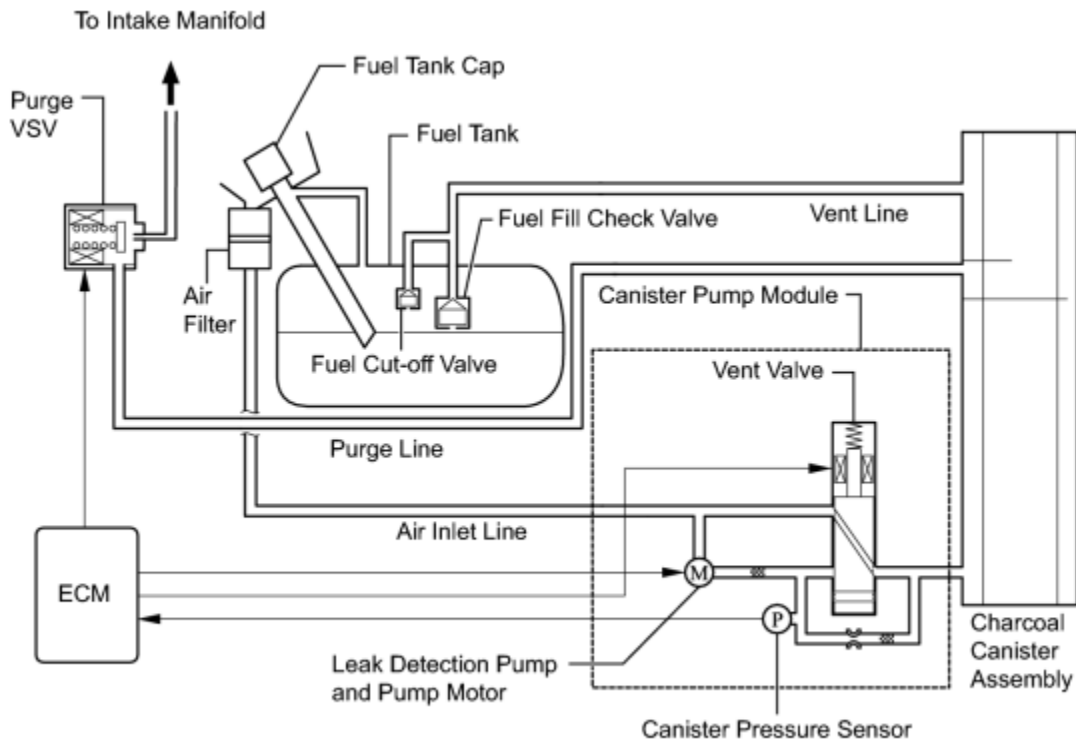 To Intake Manifold
Fuel Tank Cap
Purge
VSV
Fuel Tank
Fuel Fill Check Valve
Vent Line
Air
Filter
Canister Pump Module
Fuel Cut-off Valve
Vent Valve
Purge Line
Air Inlet Line
ECM
M
P
Charcoal
Canister
Assembly
Leak Detection Pump
and Pump Motor
Canister Pressure Sensor